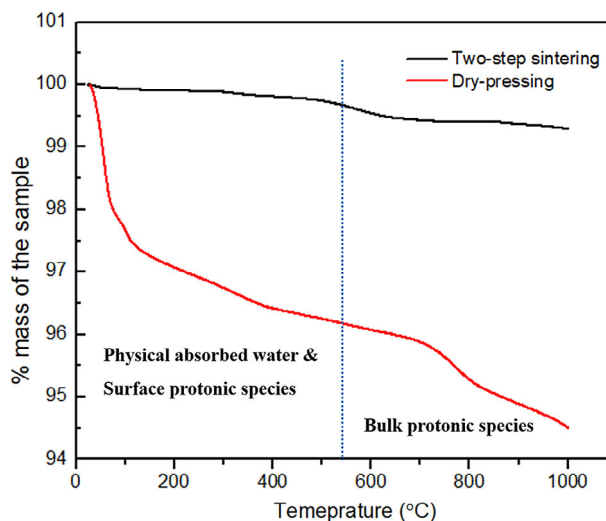 101
100
99
98
97
96
95
94
% mass of the sample
Two-step sintering
Dry-pressing
Physical absorbed water &
Surface protonic species
Bulk protonic species
0
200
400
600
800
1000
Temeprature (°C)